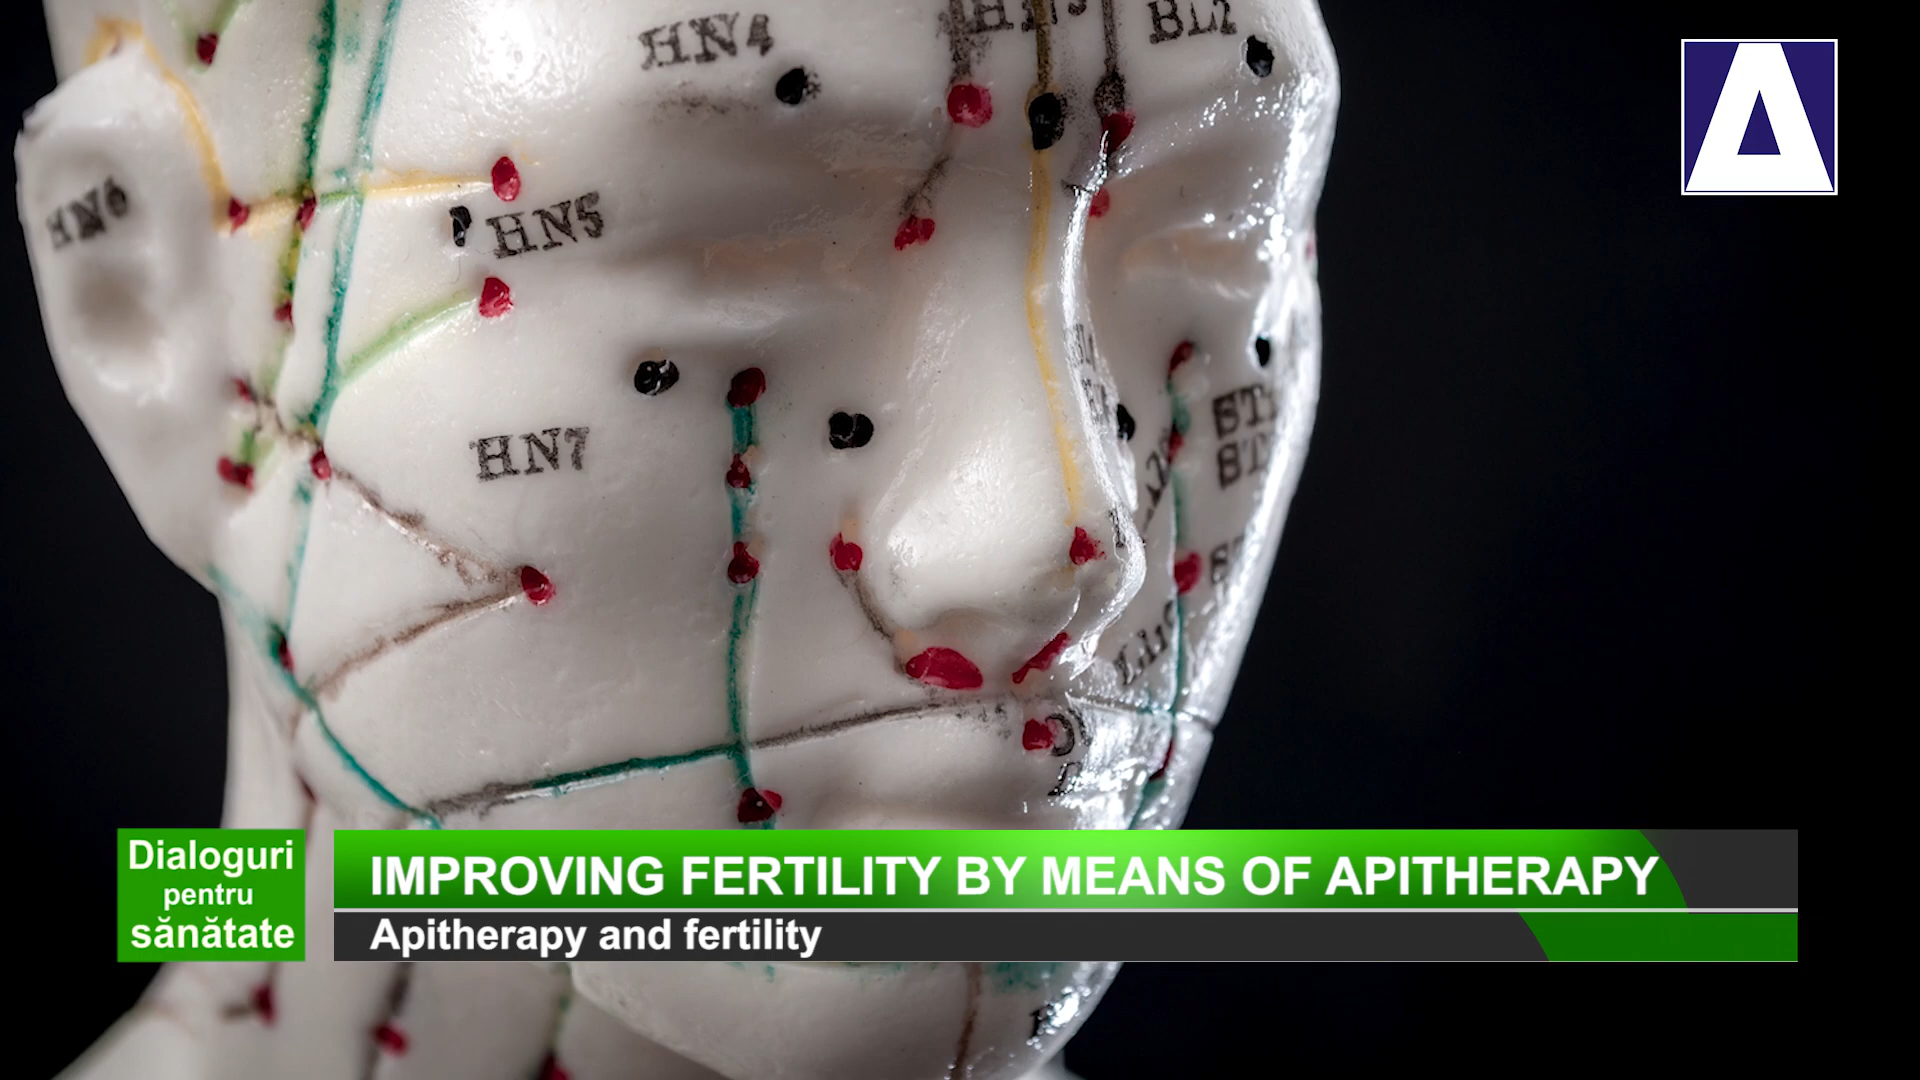 HN4
BL2
HN6
HN5
HN7
Dialoguri
pentru
sănătate
IMPROVING FERTILITY BY MEANS OF APITHERAPY
Apitherapy and fertility